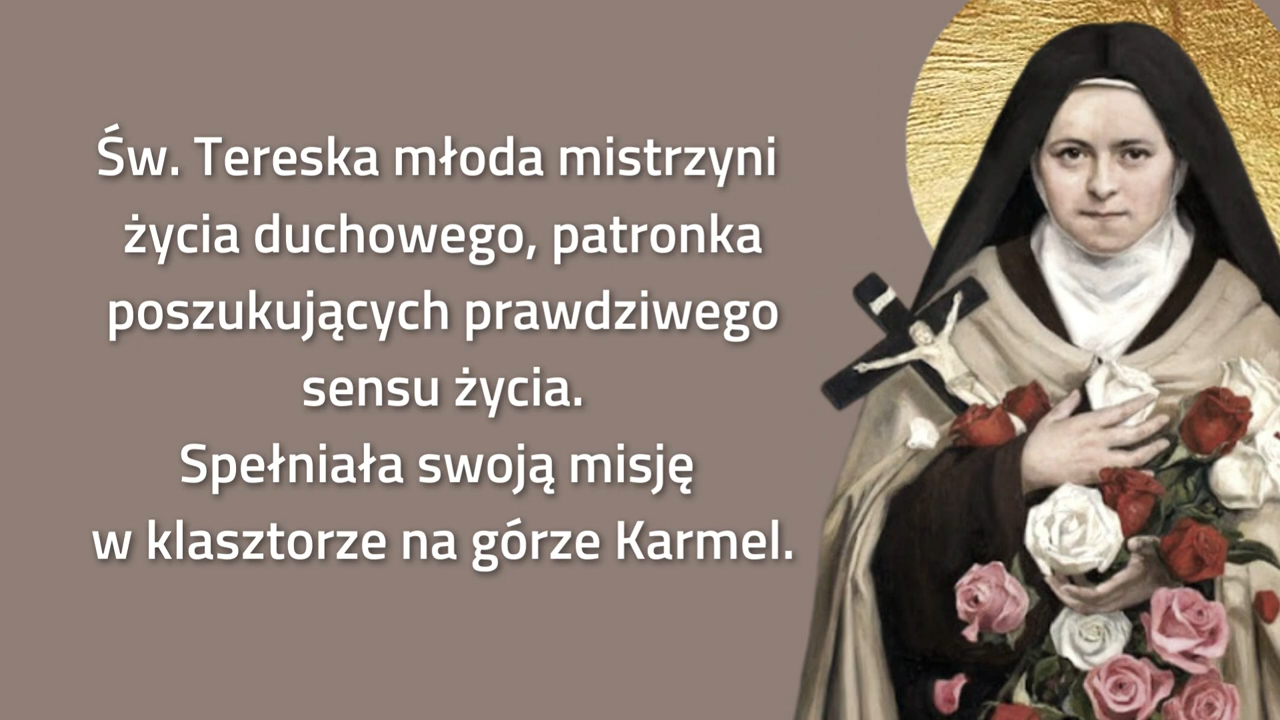 Św. Tereska młoda mistrzyni
życia duchowego, patronka
poszukujących prawdziwego
sensu życia.
Spełniała swoją misję
w klasztorze na górze Karmel.